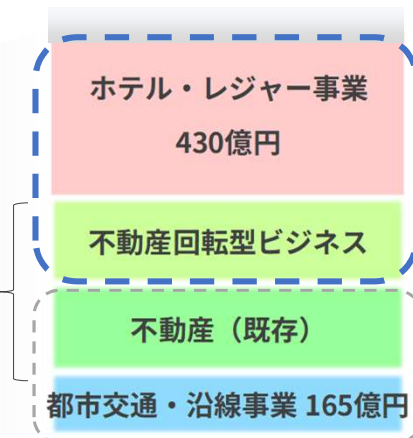 ホテル・レジャー事業
430億円
不動産回転型ビジネス
不動産（既存）
都市交通・沿線事業 165億円